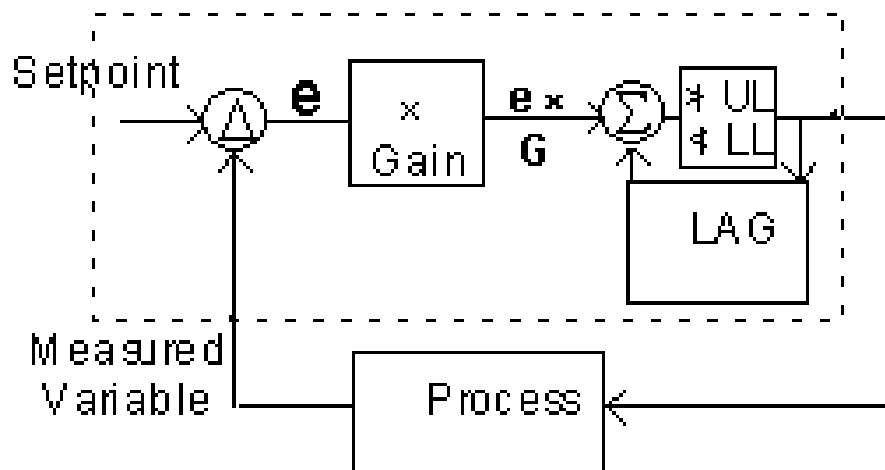 Setpoint
Δ
e
x
Gain
e x
G
Σ
≯ UL
≮ LL
LAG
Measured
Variable
Process